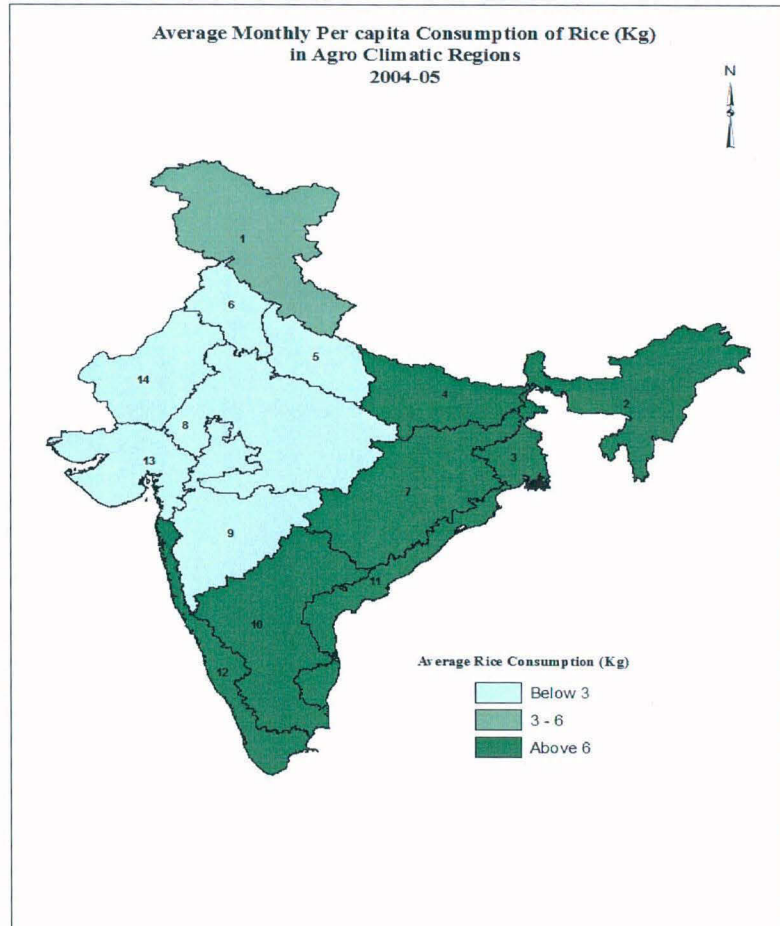 Average Monthly Per capita Consumption of Rice (Kg)
in Agro Climatic Regions
2004-05
N
1
6
5
14
4
2
8
3
13
7
9
11
10
12
Average Rice Consumption (Kg)
Below 3
3 - 6
Above 6